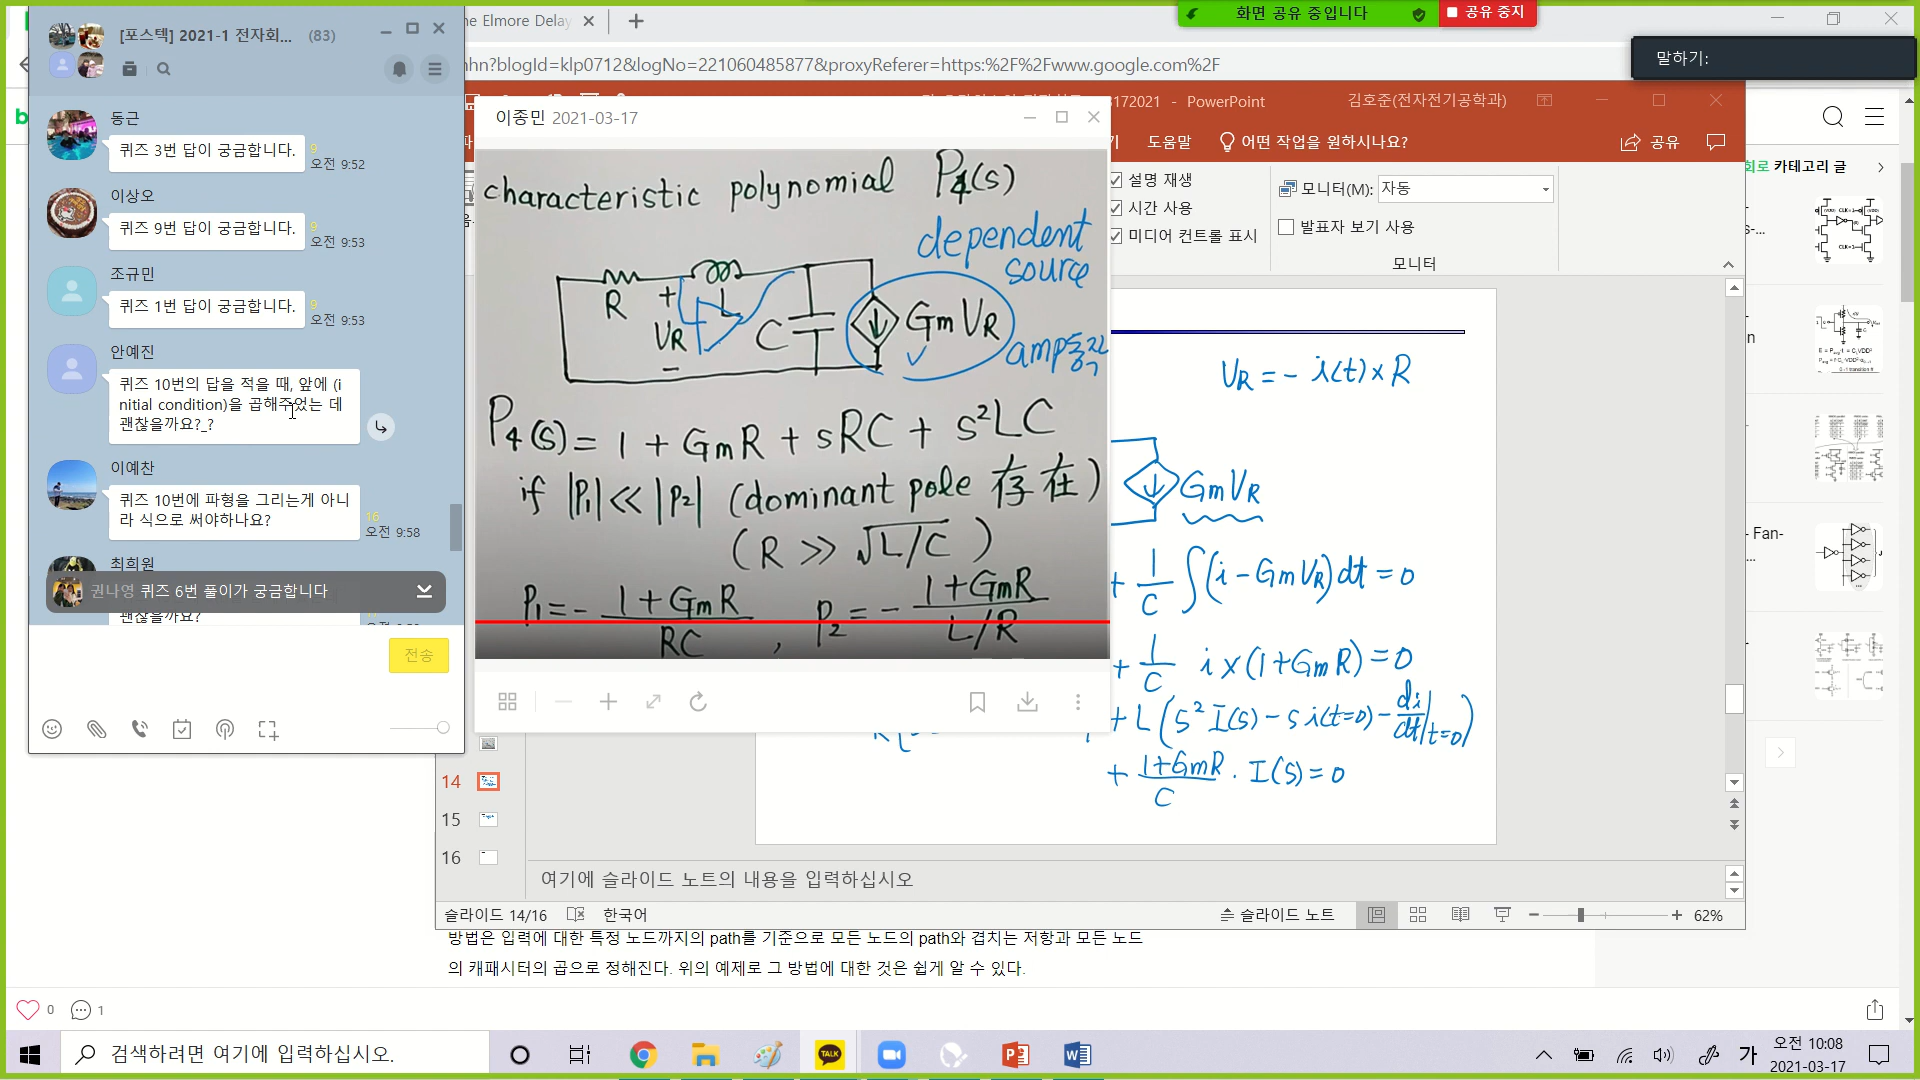 화면 공유 중입니다
공유 중지
말하기:
he Elmore Delay
hn?blogId=klp0712&logNo=221060485877&proxyReferer=https:%2F%2Fwww.google.com%2F
[포스텍] 2021-1 전자회... (83)
동근
퀴즈 3번 답이 궁금합니다.
9
오전 9:52
이상오
퀴즈 9번 답이 궁금합니다.
9
오전 9:53
조규민
퀴즈 1번 답이 궁금합니다.
9
오전 9:53
안예진
퀴즈 10번의 답을 적을 때, 앞에 (i
nitial condition)을 곱해주었는 데
괜찮을까요?_?
이예찬
퀴즈 10번에 파형을 그리는게 아니
라 식으로 써야하나요?
16
오전 9:58
최희원
권나영 퀴즈 6번 풀이가 궁금합니다
괜찮을까요?
전송
이종민 2021-03-17
characteristic polynomial P4(s)
dependent
source
R
+
VR
-
L
C
GmVR
amp동작
P4(s) = 1 + GmR + sRC + s²LC
if |P1| ≪ |P2| (dominant pole 存在)
(R ≫ √L/C )
P1 = - 1+GmR / RC , P2 = - 1+GmR / L/R
3172021 - PowerPoint
김호준(전자전기공학과)
도움말
어떤 작업을 원하시나요?
공유
설명 재생
시간 사용
미디어 컨트롤 표시
모니터(M):
자동
발표자 보기 사용
모니터
VR = - i(t) × R
GmVR
+ 1/C ∫(i - GmVR)dt = 0
+ 1/C i×(1+GmR) = 0
+ L(s² I(s) - s i(t=0) - di/dt|t=0)
+ 1+GmR/C · I(s) = 0
14
15
16
여기에 슬라이드 노트의 내용을 입력하십시오
슬라이드 14/16
한국어
슬라이드 노트
62%
회로 카테고리 글
s-...
n
...
- Fan-
...
방법은 입력에 대한 특정 노드까지의 path를 기준으로 모든 노드의 path와 겹치는 저항과 모든 노드
의 캐패시터의 곱으로 정해진다. 위의 예제로 그 방법에 대한 것은 쉽게 알 수 있다.
0
1
검색하려면 여기에 입력하십시오.
TALK
가
오전 10:08
2021-03-17